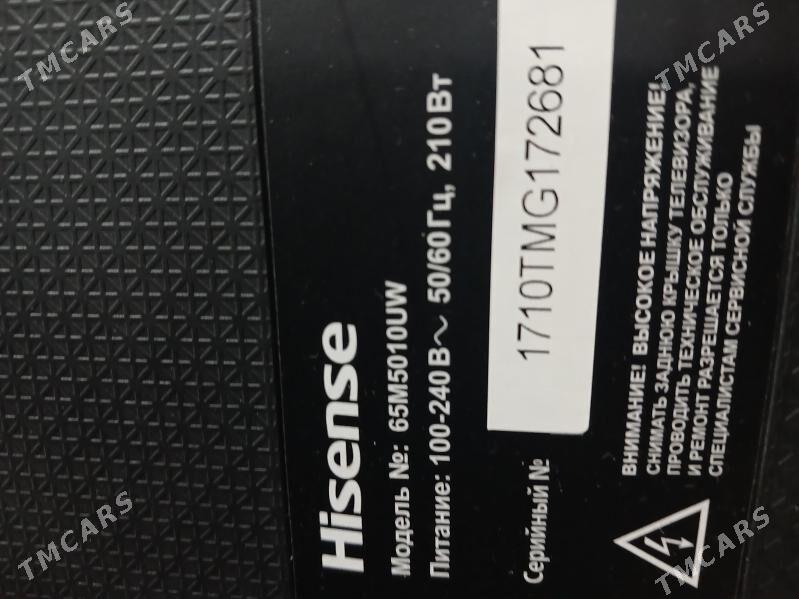 Hisense
Модель №: 65M5010UW
Питание: 100-240 В~ 50/60 Гц, 210 Вт
Серийный №
1710TMG172681
ВНИМАНИЕ! ВЫСОКОЕ НАПРЯЖЕНИЕ!
СНИМАТЬ ЗАДНЮЮ КРЫШКУ ТЕЛЕВИЗОРА,
ПРОВОДИТЬ ТЕХНИЧЕСКОЕ ОБСЛУЖИВАНИЕ
И РЕМОНТ РАЗРЕШАЕТСЯ ТОЛЬКО
СПЕЦИАЛИСТАМ СЕРВИСНОЙ СЛУЖБЫ
TMCARS
TMCARS
TMCARS
TMCARS